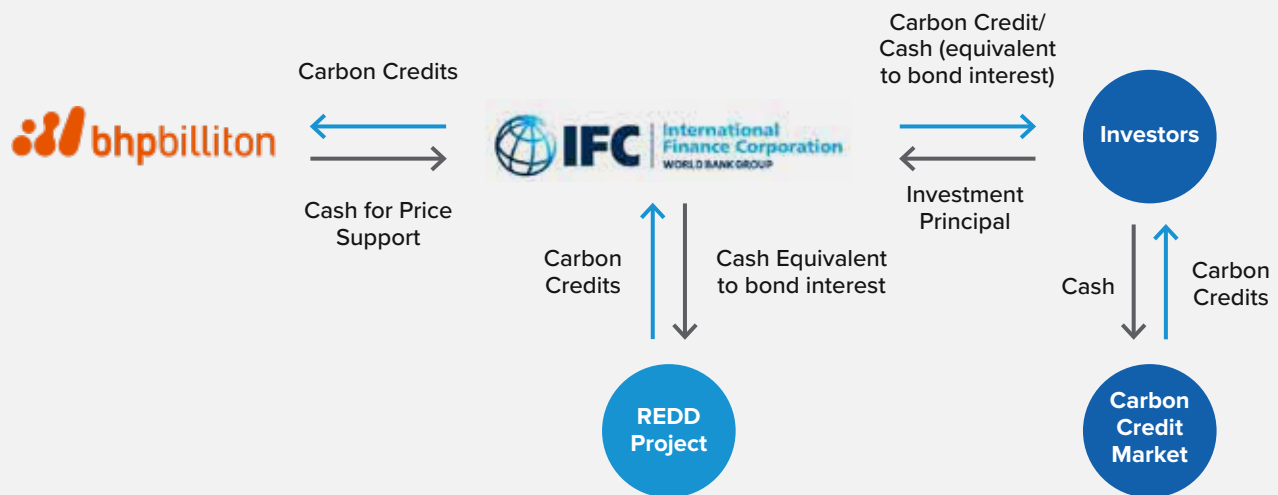 Carbon Credits
bhpbilliton
Cash for Price
Support
IFC
International
Finance Corporation
WORLD BANK GROUP
Carbon Credit/
Cash (equivalent
to bond interest)
Investors
Investment
Principal
Carbon
Credits
Cash Equivalent
to bond interest
Cash
Carbon
Credits
REDD
Project
Carbon
Credit
Market